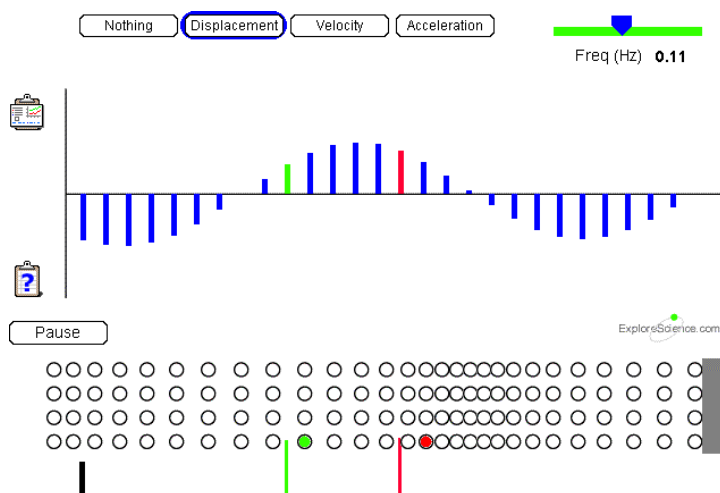 Nothing Displacement Velocity Acceleration
Freq (Hz) 0.11
?
Pause
ExploreScience.com